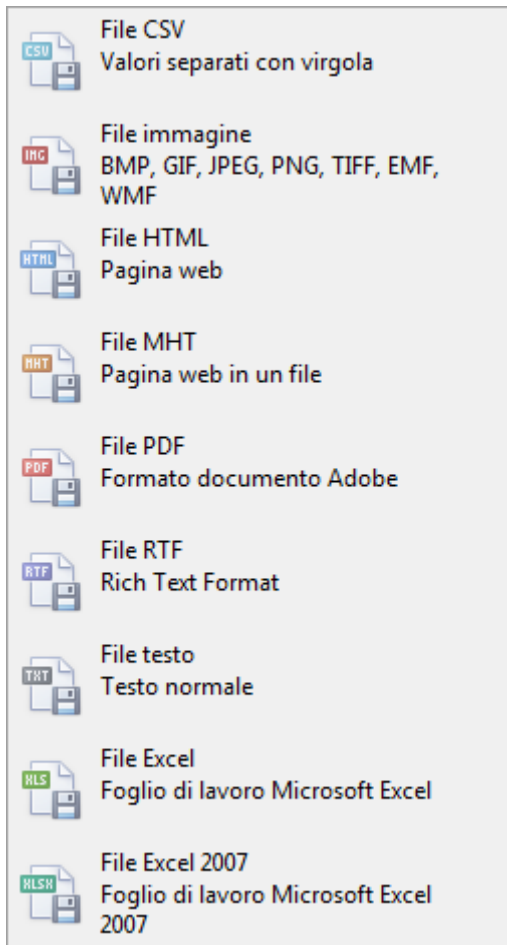 CSV
File CSV
Valori separati con virgola
IMG
File immagine
BMP, GIF, JPEG, PNG, TIFF, EMF,
WMF
HTML
File HTML
Pagina web
MHT
File MHT
Pagina web in un file
PDF
File PDF
Formato documento Adobe
RTF
File RTF
Rich Text Format
TXT
File testo
Testo normale
XLS
File Excel
Foglio di lavoro Microsoft Excel
XLSX
File Excel 2007
Foglio di lavoro Microsoft Excel
2007